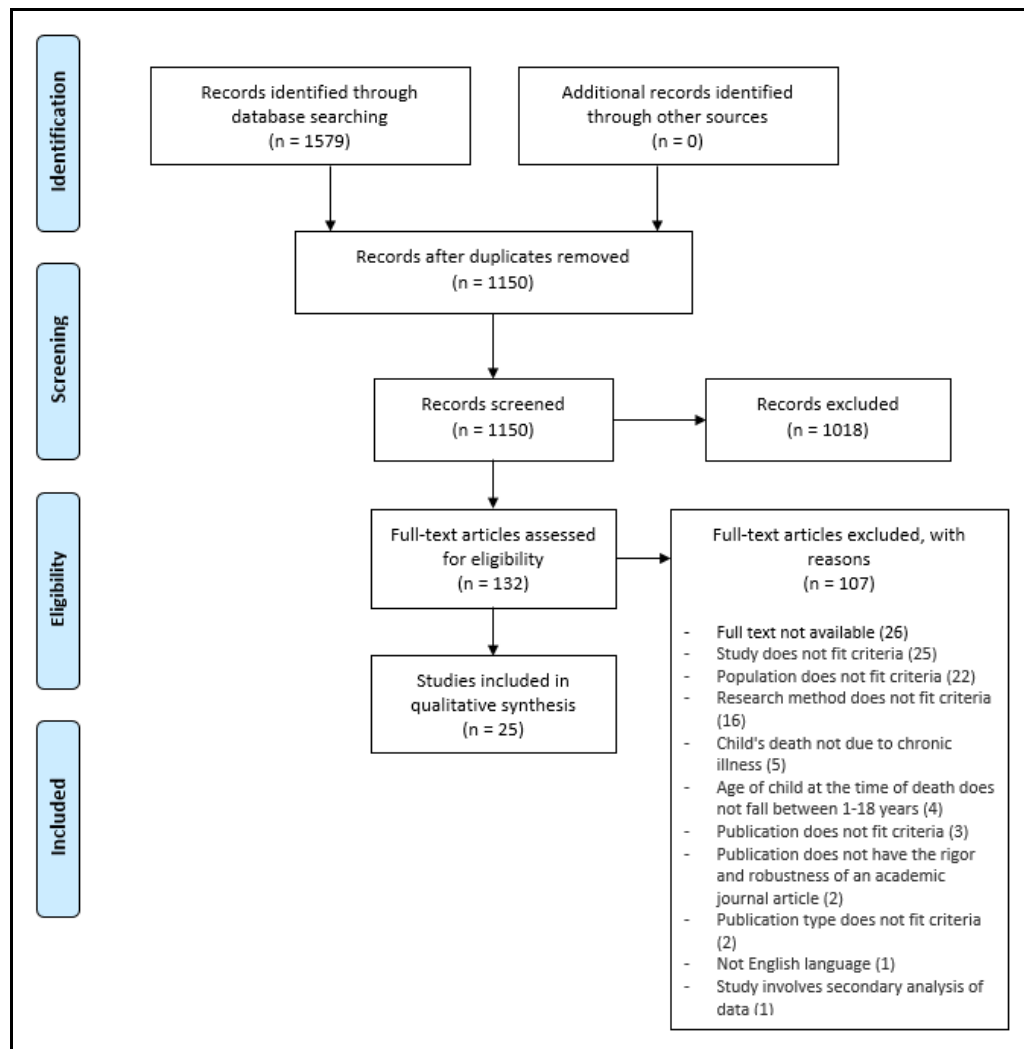 Identification
Records identified through
database searching
(n = 1579)
Additional records identified
through other sources
(n = 0)
Records after duplicates removed
(n = 1150)
Screening
Records screened
(n = 1150)
Records excluded
(n = 1018)
Eligibility
Full-text articles assessed
for eligibility
(n = 132)
Full-text articles excluded, with
reasons
(n = 107)
- Full text not available (26)
- Study does not fit criteria (25)
- Population does not fit criteria (22)
- Research method does not fit criteria
(16)
- Child's death not due to chronic
illness (5)
- Age of child at the time of death does
not fall between 1-18 years (4)
- Publication does not fit criteria (3)
- Publication does not have the rigor
and robustness of an academic
journal article (2)
- Publication type does not fit criteria
(2)
- Not English language (1)
- Study involves secondary analysis of
data (1)
Studies included in
qualitative synthesis
(n = 25)
Included